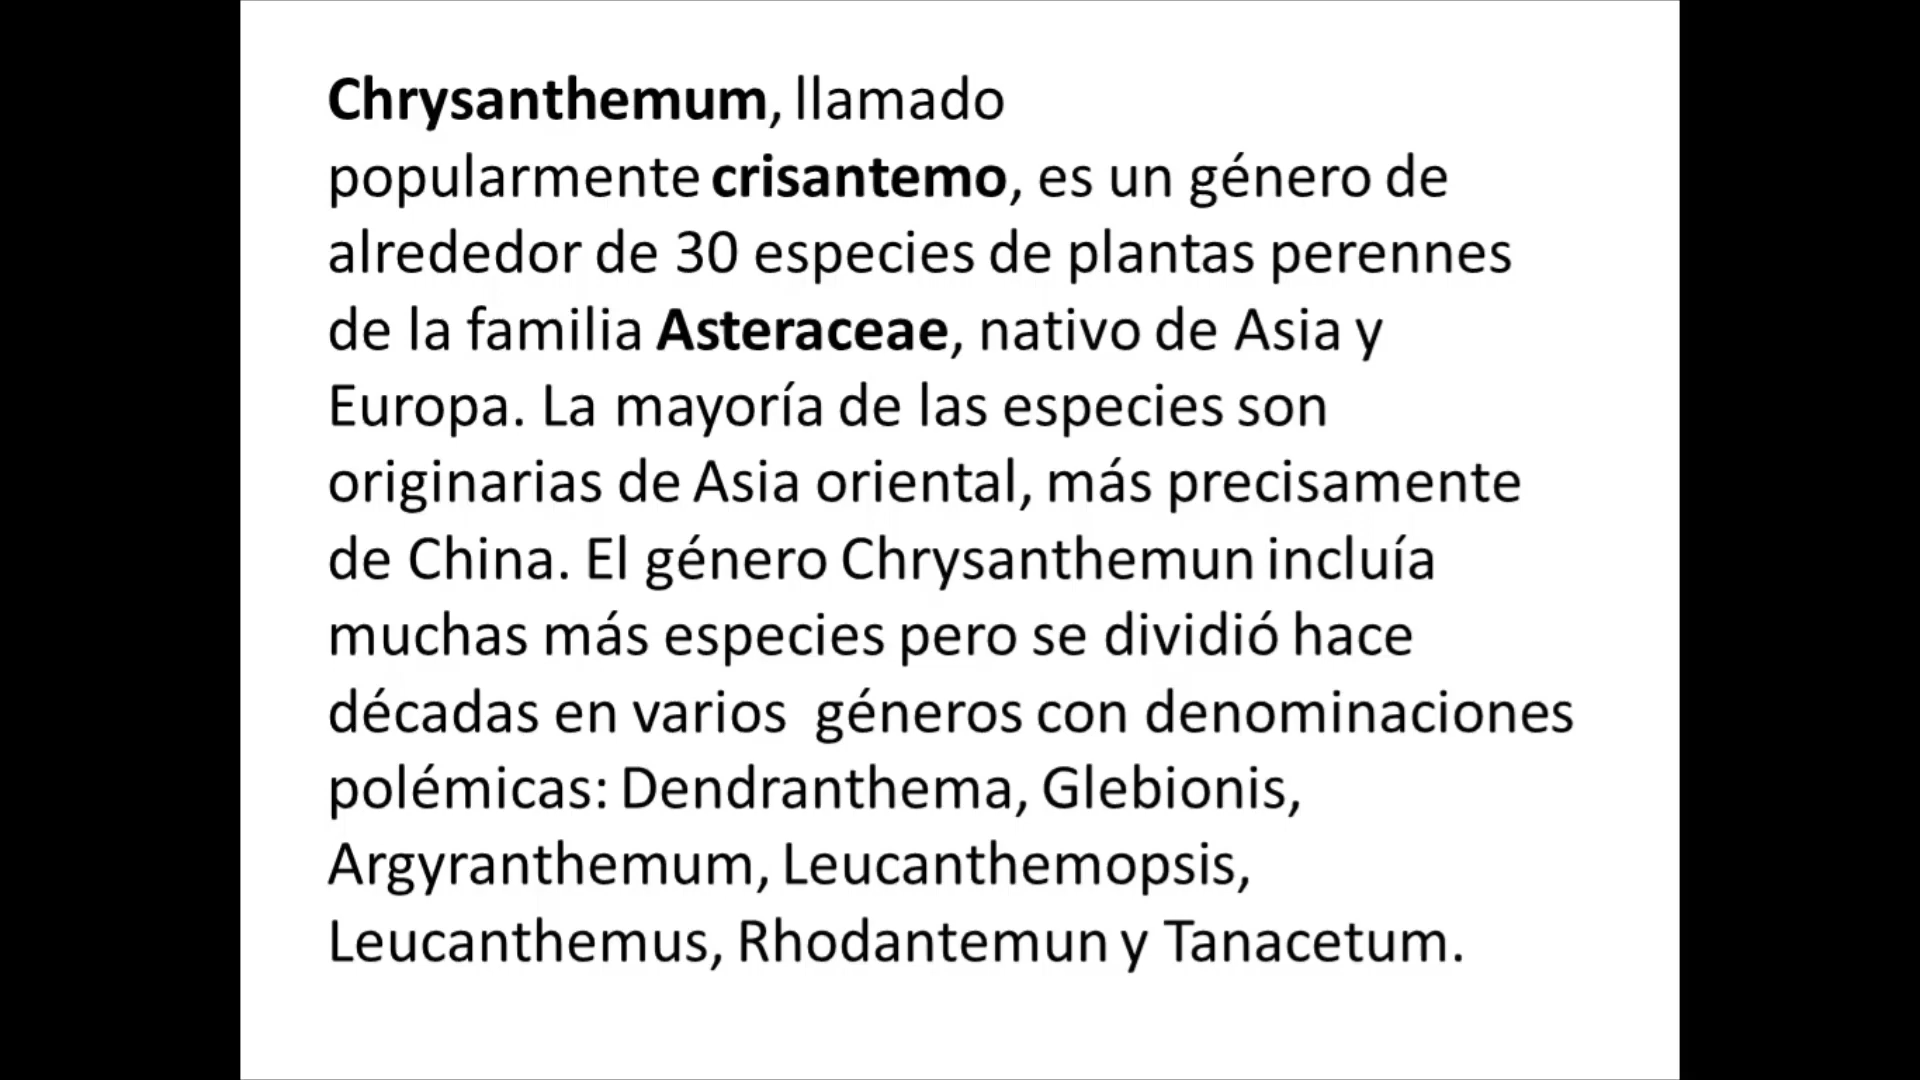 Chrysanthemum, llamado
popularmente crisantemo, es un género de
alrededor de 30 especies de plantas perennes
de la familia Asteraceae, nativo de Asia y
Europa. La mayoría de las especies son
originarias de Asia oriental, más precisamente
de China. El género Chrysanthemun incluía
muchas más especies pero se dividió hace
décadas en varios  géneros con denominaciones
polémicas: Dendranthema, Glebionis,
Argyranthemum, Leucanthemopsis,
Leucanthemus, Rhodantemun y Tanacetum.